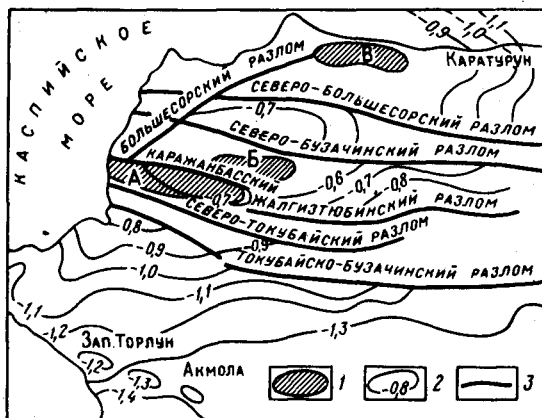 КАСПИЙСКОЕ
МОРЕ
-1,1
-1,0
-0,9
В
КАРАТУРУН
БОЛЬШЕСОРСКИЙ РАЗЛОМ
СЕВЕРО-БОЛЬШЕСОРСКИЙ РАЗЛОМ
-0,7
СЕВЕРО-БУЗАЧИНСКИЙ РАЗЛОМ
КАРАЖАНБАССКИЙ
Б
-0,6
-0,7
-0,8
А
-0,7
ЖАЛГИЗТЮБИНСКИЙ РАЗЛОМ
СЕВЕРО-ТОКУБАЙСКИЙ РАЗЛОМ
-0,8
-0,9
-0,9
ТОКУБАЙСКО-БУЗАЧИНСКИЙ РАЗЛОМ
-1,0
-1,1
-1,1
-1,2
-1,3
ЗАП. ТОРЛУН
-1,2
-1,3
АКМОЛА
-1,4
1
-0,8
2
3